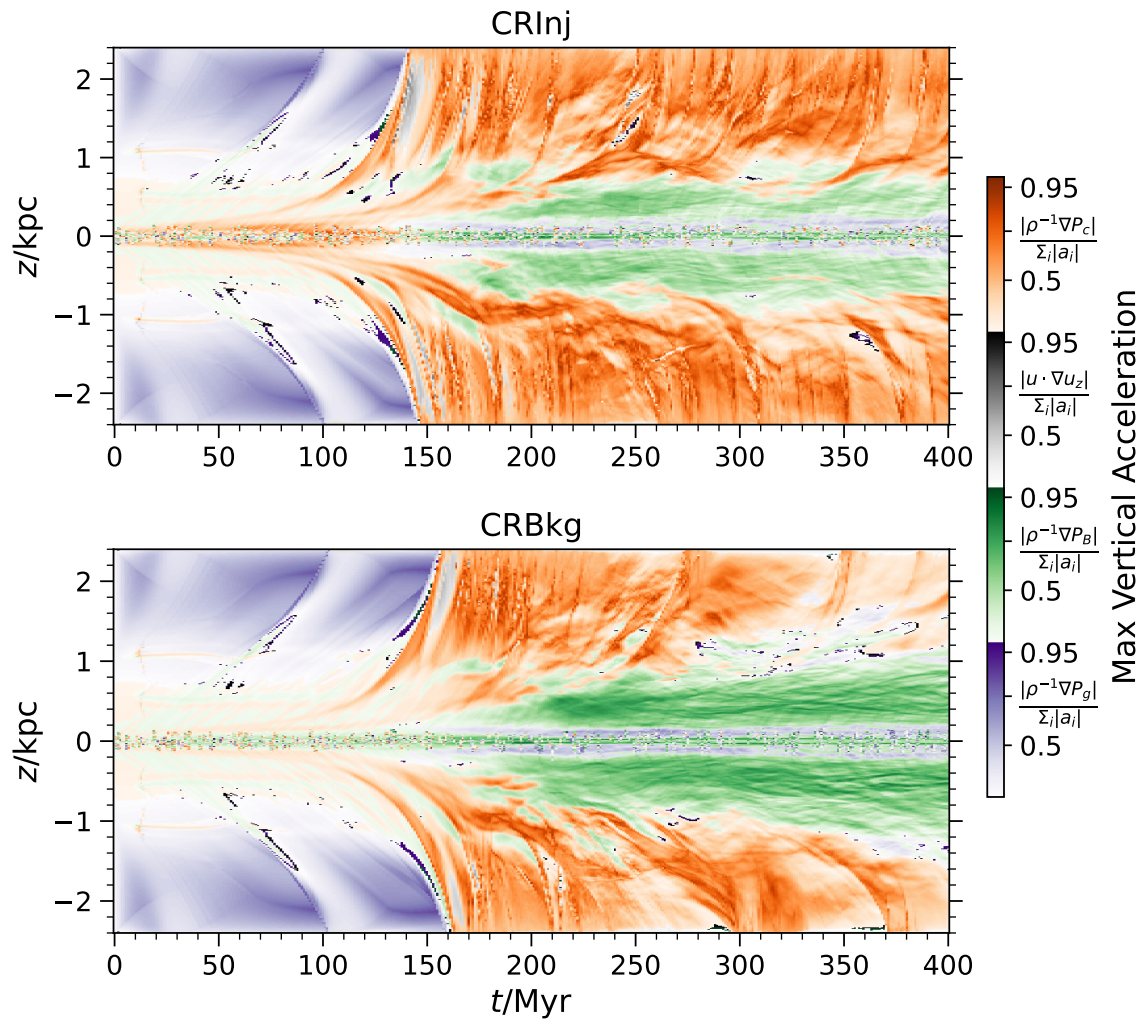 CRInj
2
1
0
−1
−2
z/kpc
0 50 100 150 200 250 300 350 400
CRBkg
2
1
0
−1
−2
z/kpc
0 50 100 150 200 250 300 350 400
t/Myr
0.95
|ρ⁻¹∇P_c|
Σ_i|a_i|
0.5
0.95
|u · ∇u_z|
Σ_i|a_i|
0.5
0.95
|ρ⁻¹∇P_B|
Σ_i|a_i|
0.5
0.95
|ρ⁻¹∇P_g|
Σ_i|a_i|
0.5
Max Vertical Acceleration